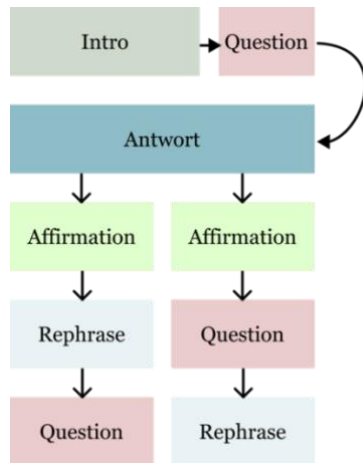 Intro
Question
Antwort
Affirmation
Affirmation
Rephrase
Question
Question
Rephrase